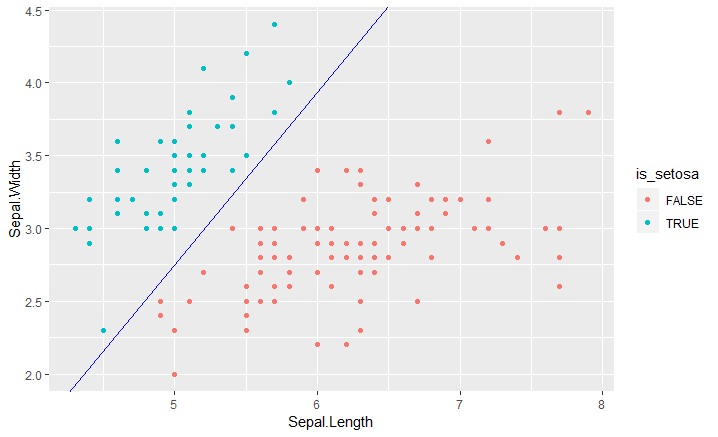 4.5
4.0
3.5
3.0
2.5
2.0
Sepal.Width
5 6 7 8
Sepal.Length
is_setosa
FALSE
TRUE